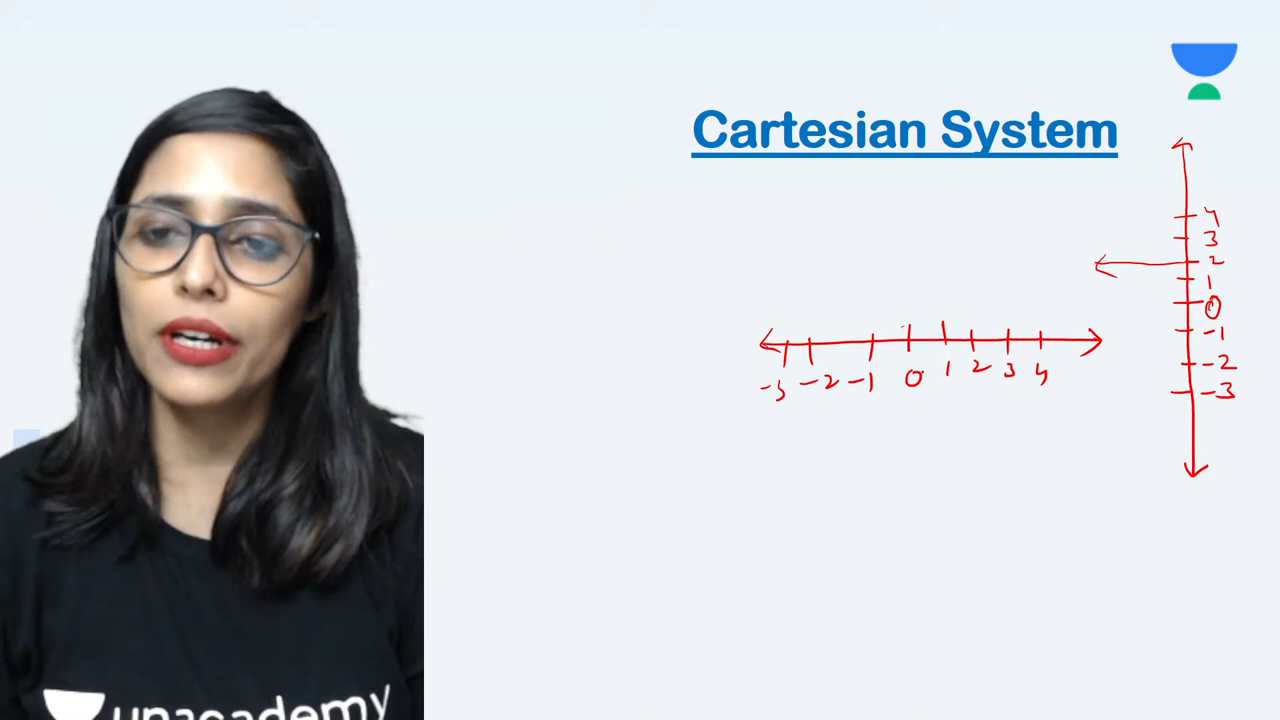 Cartesian System
4
3
2
1
0
-1
-2
-3
-3 -2 -1 0 1 2 3 4
unacademy